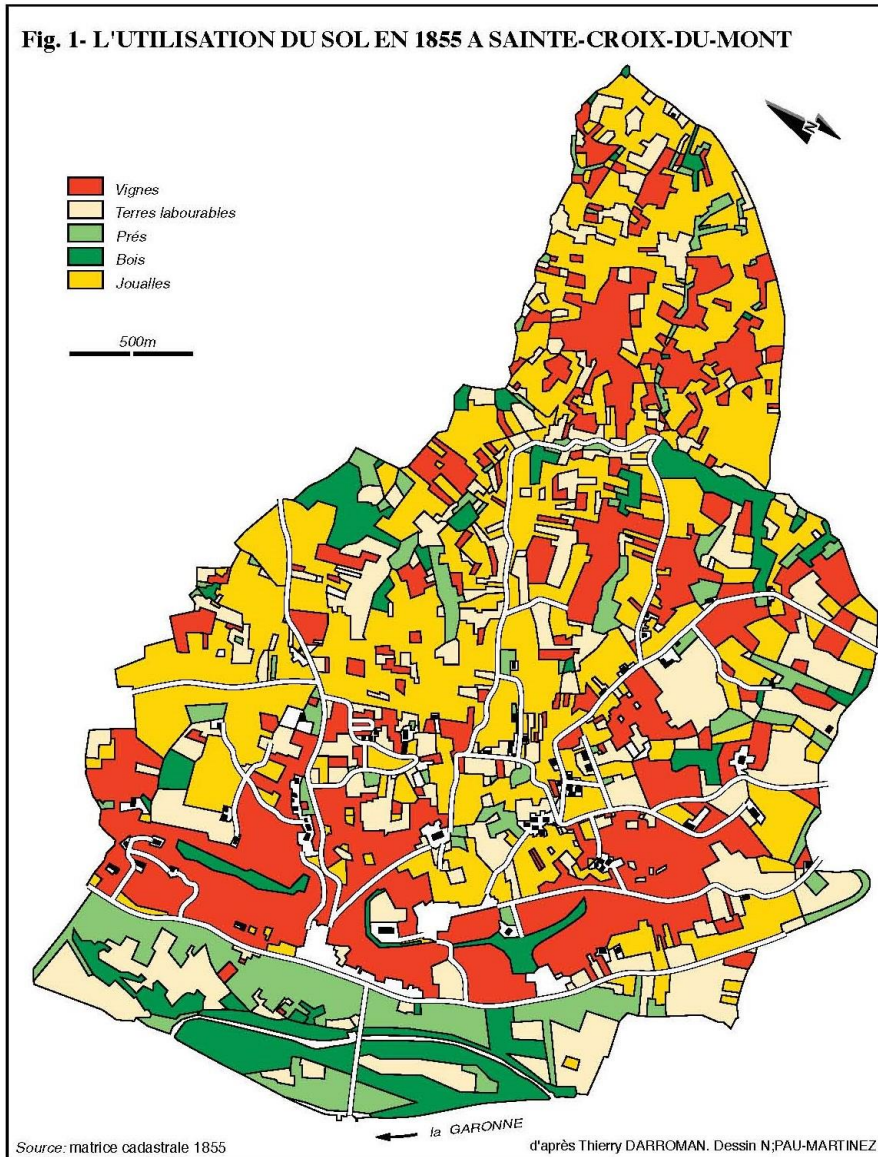 Fig. 1- L'UTILISATION DU SOL EN 1855 A SAINTE-CROIX-DU-MONT
N
Vignes
Terres labourables
Prés
Bois
Joualles
500m
la GARONNE
Source: matrice cadastrale 1855
d'après Thierry DARROMAN. Dessin N;PAU-MARTINEZ